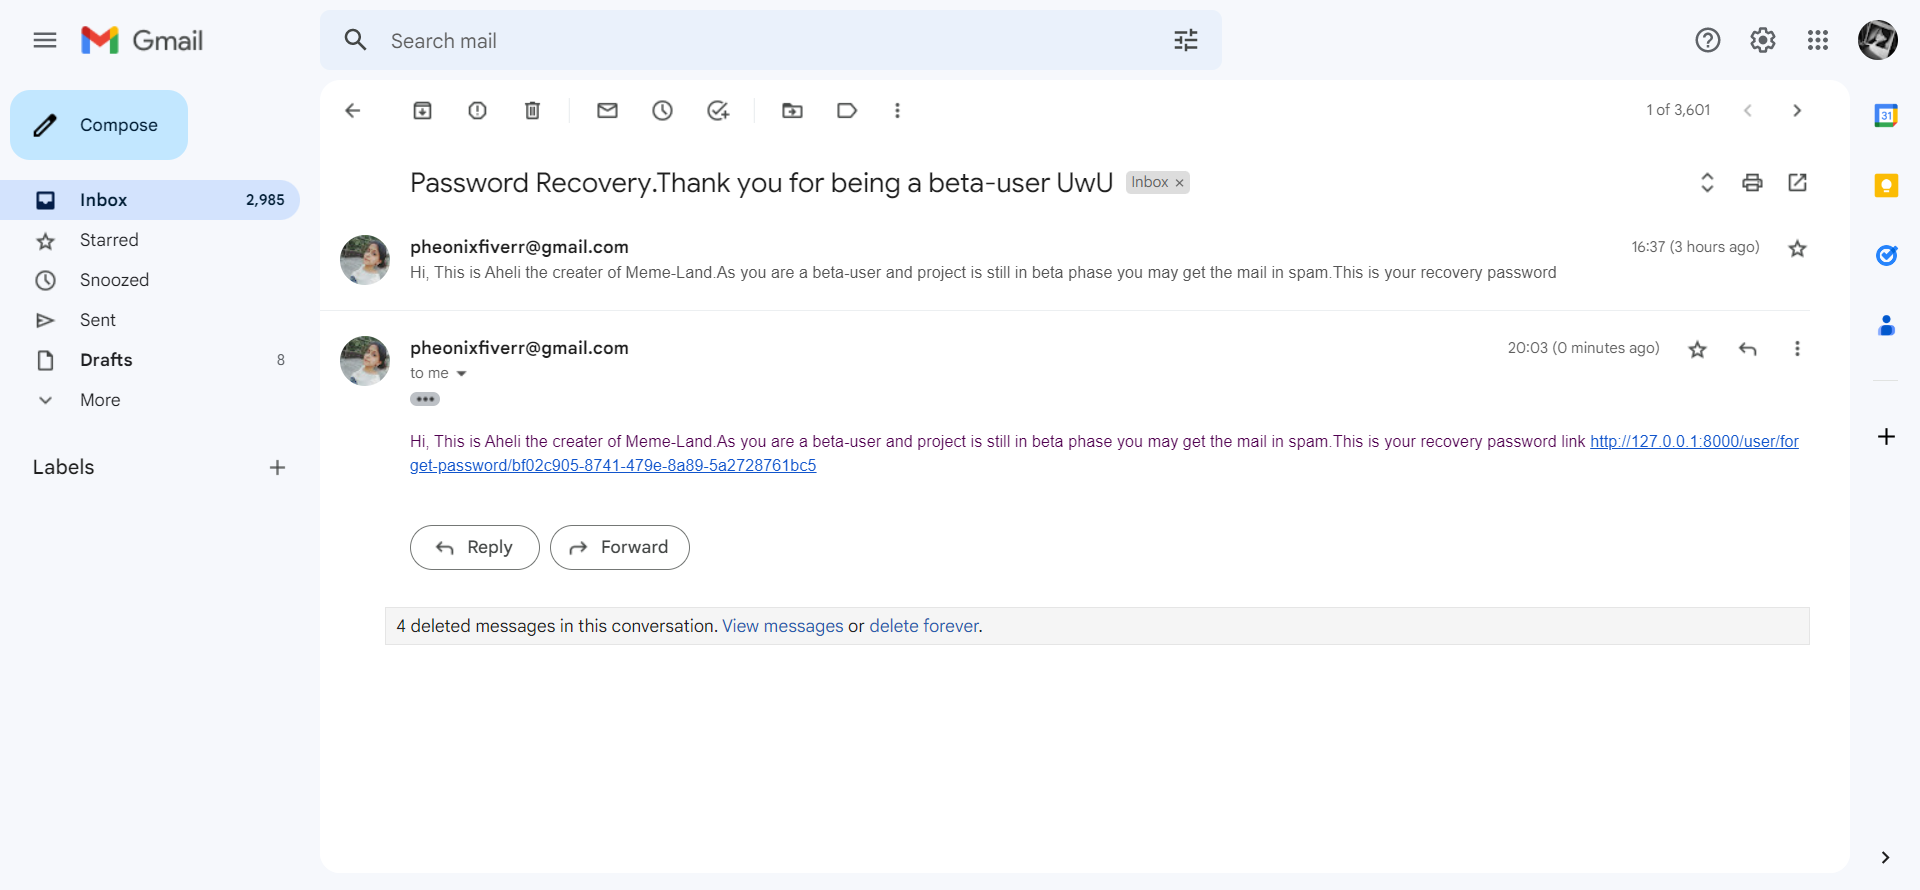 Gmail
Search mail
Compose
1 of 3,601
Password Recovery.Thank you for being a beta-user UwU
Inbox ×
Inbox 2,985
Starred
Snoozed
Sent
Drafts 8
More
Labels
pheonixfiverr@gmail.com
16:37 (3 hours ago)
Hi, This is Aheli the creater of Meme-Land.As you are a beta-user and project is still in beta phase you may get the mail in spam.This is your recovery password
pheonixfiverr@gmail.com
20:03 (0 minutes ago)
to me
Hi, This is Aheli the creater of Meme-Land.As you are a beta-user and project is still in beta phase you may get the mail in spam.This is your recovery password link http://127.0.0.1:8000/user/for
get-password/bf02c905-8741-479e-8a89-5a2728761bc5
Reply
Forward
4 deleted messages in this conversation. View messages or delete forever.
31